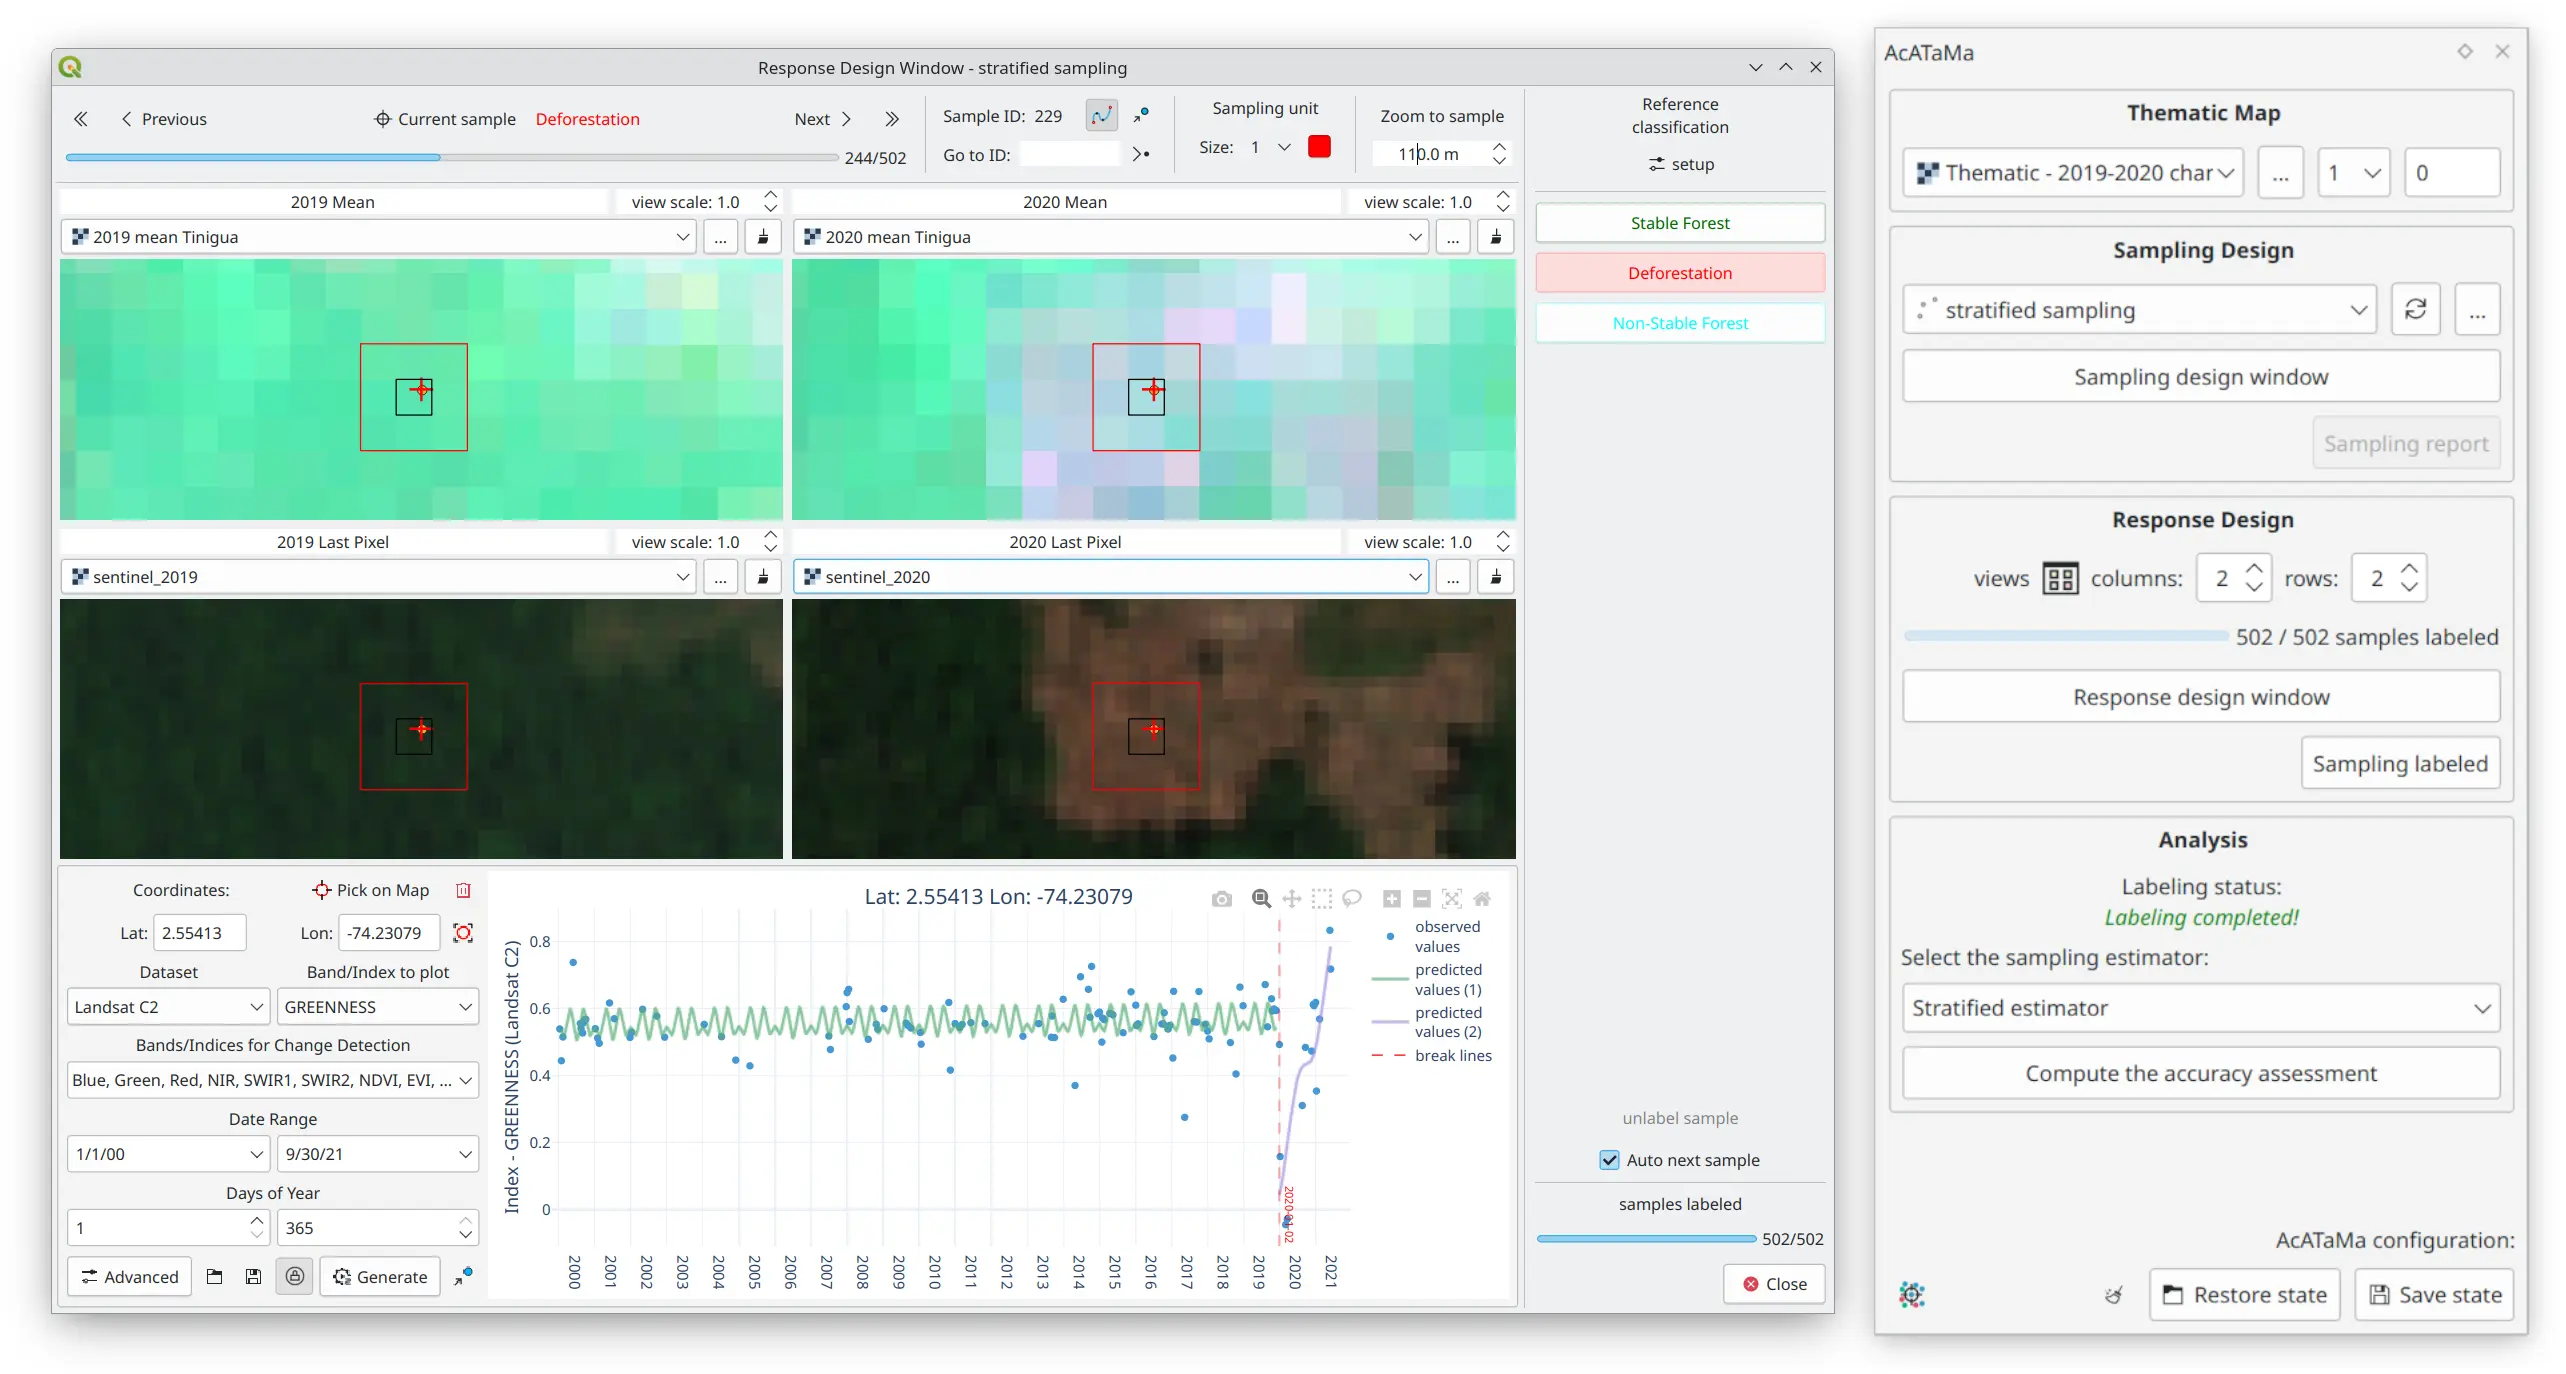 Response Design Window - stratified sampling
Previous
Current sample
Deforestation
Next
244/502
Sample ID: 229
Go to ID:
Sampling unit
Size: 1
Zoom to sample
110.0 m
Reference
classification
setup
Stable Forest
Deforestation
Non-Stable Forest
2019 Mean
view scale: 1.0
2019 mean Tinigua
...
2020 Mean
view scale: 1.0
2020 mean Tinigua
...
2019 Last Pixel
view scale: 1.0
sentinel_2019
...
2020 Last Pixel
view scale: 1.0
sentinel_2020
...
Coordinates:
Pick on Map
Lat: 2.55413
Lon: -74.23079
Dataset
Band/Index to plot
Landsat C2
GREENNESS
Bands/Indices for Change Detection
Blue, Green, Red, NIR, SWIR1, SWIR2, NDVI, EVI, ...
Date Range
1/1/00
9/30/21
Days of Year
1
365
Advanced
Generate
Lat: 2.55413 Lon: -74.23079
Index - GREENNESS (Landsat C2)
0.8
0.6
0.4
0.2
0
2000
2001
2002
2003
2004
2005
2006
2007
2008
2009
2010
2011
2012
2013
2014
2015
2016
2017
2018
2019
2020
2021
2020-01-02
observed
values
predicted
values (1)
predicted
values (2)
break lines
unlabel sample
Auto next sample
samples labeled
502/502
Close
AcATaMa
Thematic Map
Thematic - 2019-2020 char
...
1
0
Sampling Design
stratified sampling
...
Sampling design window
Sampling report
Response Design
views
columns: 2
rows: 2
502 / 502 samples labeled
Response design window
Sampling labeled
Analysis
Labeling status:
Labeling completed!
Select the sampling estimator:
Stratified estimator
Compute the accuracy assessment
AcATaMa configuration:
Restore state
Save state